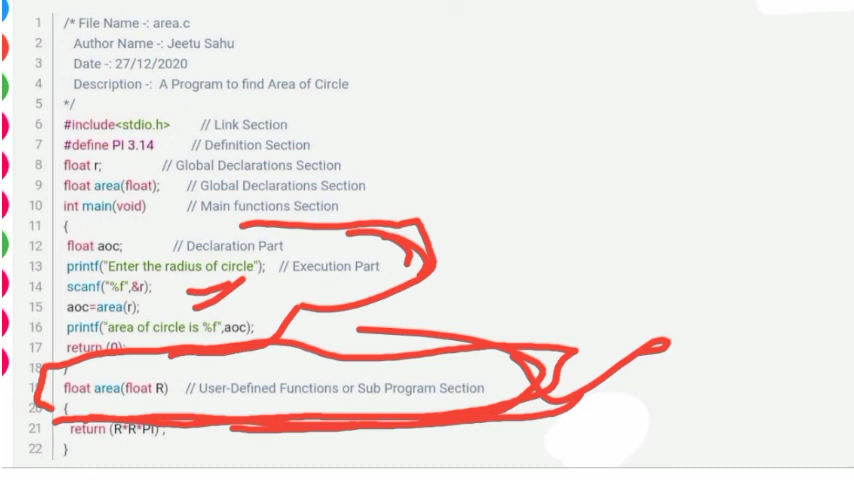 1 /* File Name -: area.c
2 Author Name -: Jeetu Sahu
3 Date -: 27/12/2020
4 Description -: A Program to find Area of Circle
5 */
6 #include<stdio.h> // Link Section
7 #define PI 3.14 // Definition Section
8 float r; // Global Declarations Section
9 float area(float); // Global Declarations Section
10 int main(void) // Main functions Section
11 {
12 float aoc; // Declaration Part
13 printf("Enter the radius of circle"); // Execution Part
14 scanf("%f",&r);
15 aoc=area(r);
16 printf("area of circle is %f",aoc);
17 return (0);
18 }
19 float area(float R) // User-Defined Functions or Sub Program Section
20 {
21 return (R*R*PI) ;
22 }